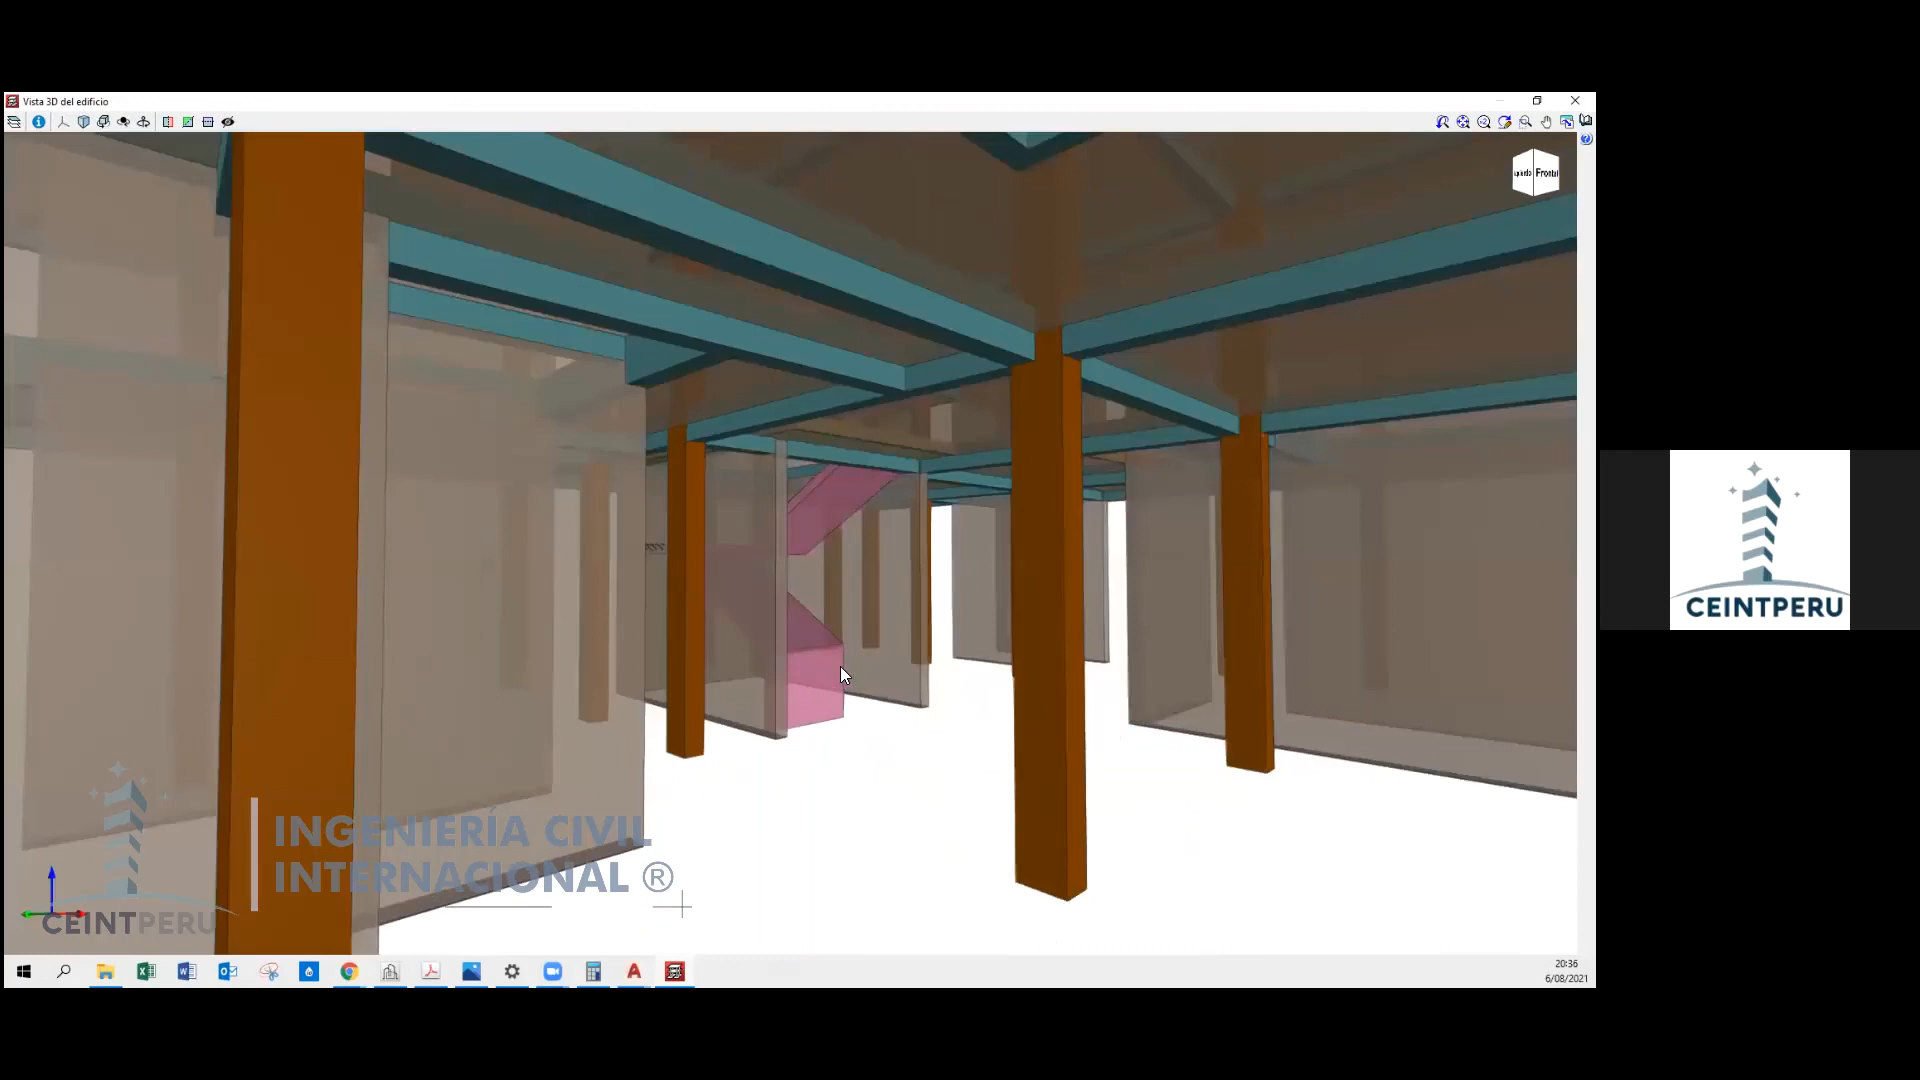 Vista 3D del edificio
Frontal
CEINTPERU
INGENIERÍA CIVIL
INTERNACIONAL ®
CEINTPERU
20:36
6/08/2021